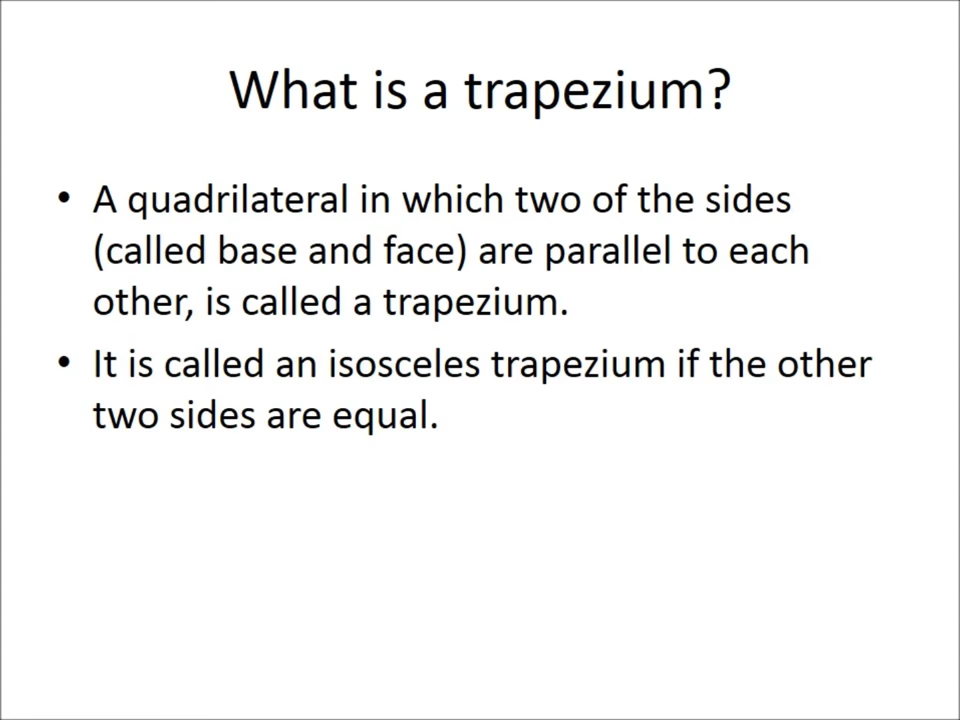 What is a trapezium?
• A quadrilateral in which two of the sides
(called base and face) are parallel to each
other, is called a trapezium.
• It is called an isosceles trapezium if the other
two sides are equal.